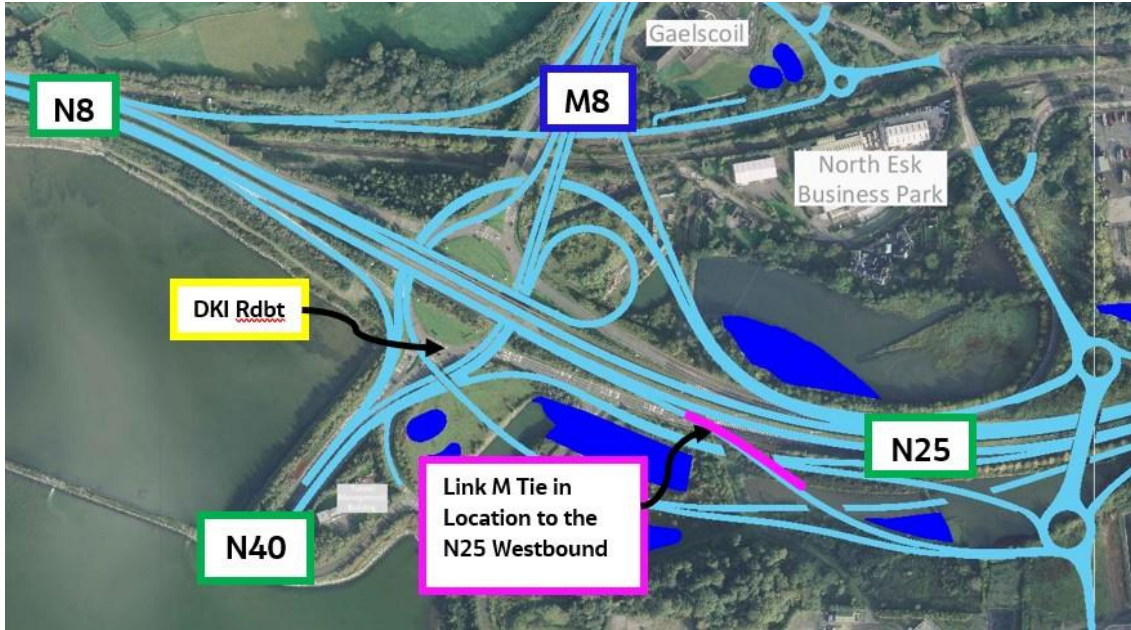 Gaelscoil
N8
M8
North Esk
Business Park
DKI Rdbt
N25
Link M Tie in
Location to the
N25 Westbound
N40